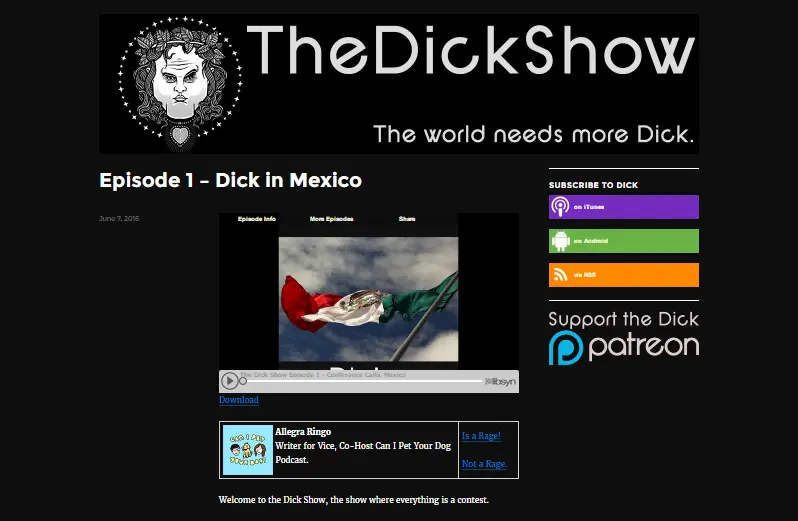 TheDickShow
The world needs more Dick.
Episode 1 – Dick in Mexico
June 7, 2016
Episode Info
More Episodes
Share
The Dick Show Episode 1 - Conference Calls, Mexico
libsyn
Download
CAN I PET
YOUR DOG?
Allegra Ringo
Writer for Vice, Co-Host Can I Pet Your Dog
Podcast.
Is a Rage!
Not a Rage.
Welcome to the Dick Show, the show where everything is a contest.
SUBSCRIBE TO DICK
on iTunes
on Android
via RSS
Support the Dick
patreon